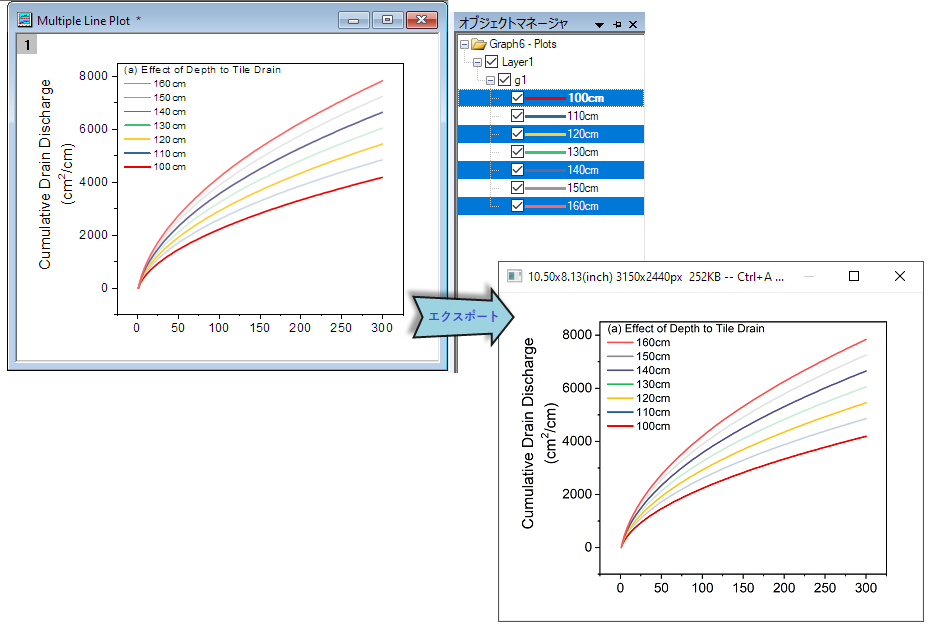 Multiple Line Plot *
1
Cumulative Drain Discharge
(cm2/cm)
8000
6000
4000
2000
0
(a) Effect of Depth to Tile Drain
160 cm
150 cm
140 cm
130 cm
120 cm
110 cm
100 cm
0 50 100 150 200 250 300
オブジェクトマネージャ
Graph6 - Plots
Layer1
g1
100cm
110cm
120cm
130cm
140cm
150cm
160cm
エクスポート
10.50x8.13(inch) 3150x2440px 252KB -- Ctrl+A ...
Cumulative Drain Discharge
(cm2/cm)
8000
6000
4000
2000
0
(a) Effect of Depth to Tile Drain
160cm
150cm
140cm
130cm
120cm
110cm
100cm
0 50 100 150 200 250 300